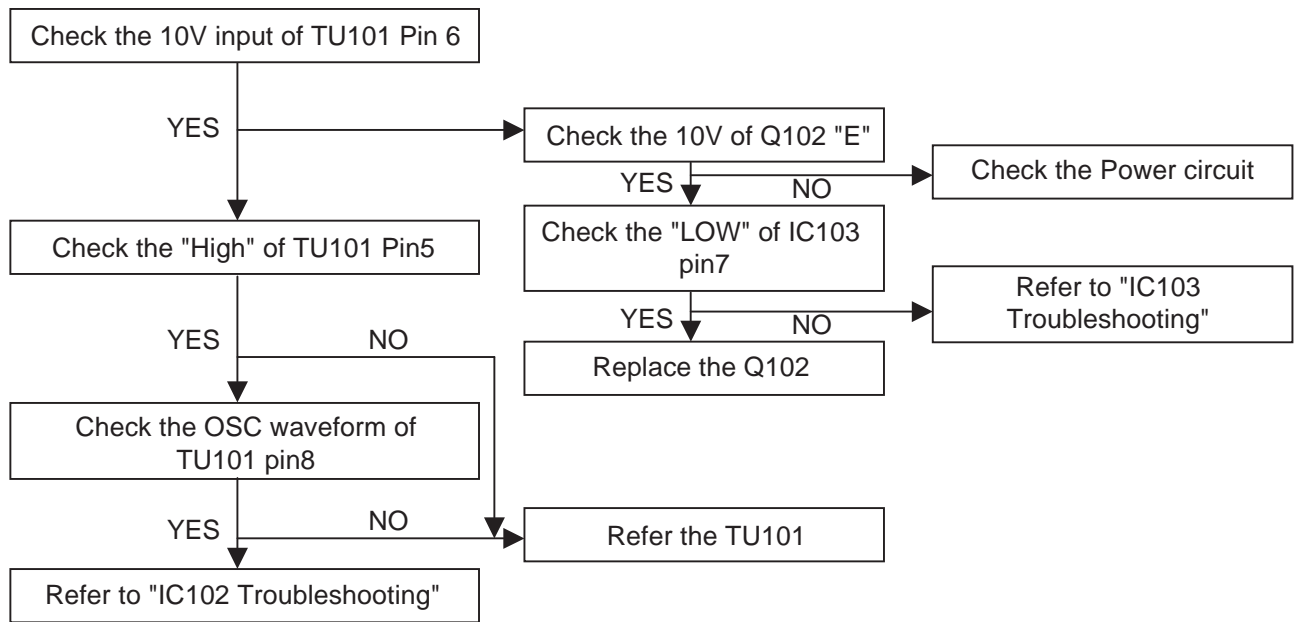 Check the 10V input of TU101 Pin 6
YES
Check the 10V of Q102 "E"
YES
NO
Check the Power circuit
Check the "High" of TU101 Pin5
Check the "LOW" of IC103
pin7
YES
NO
Refer to "IC103
Troubleshooting"
YES
NO
Replace the Q102
Check the OSC waveform of
TU101 pin8
YES
NO
Refer the TU101
Refer to "IC102 Troubleshooting"